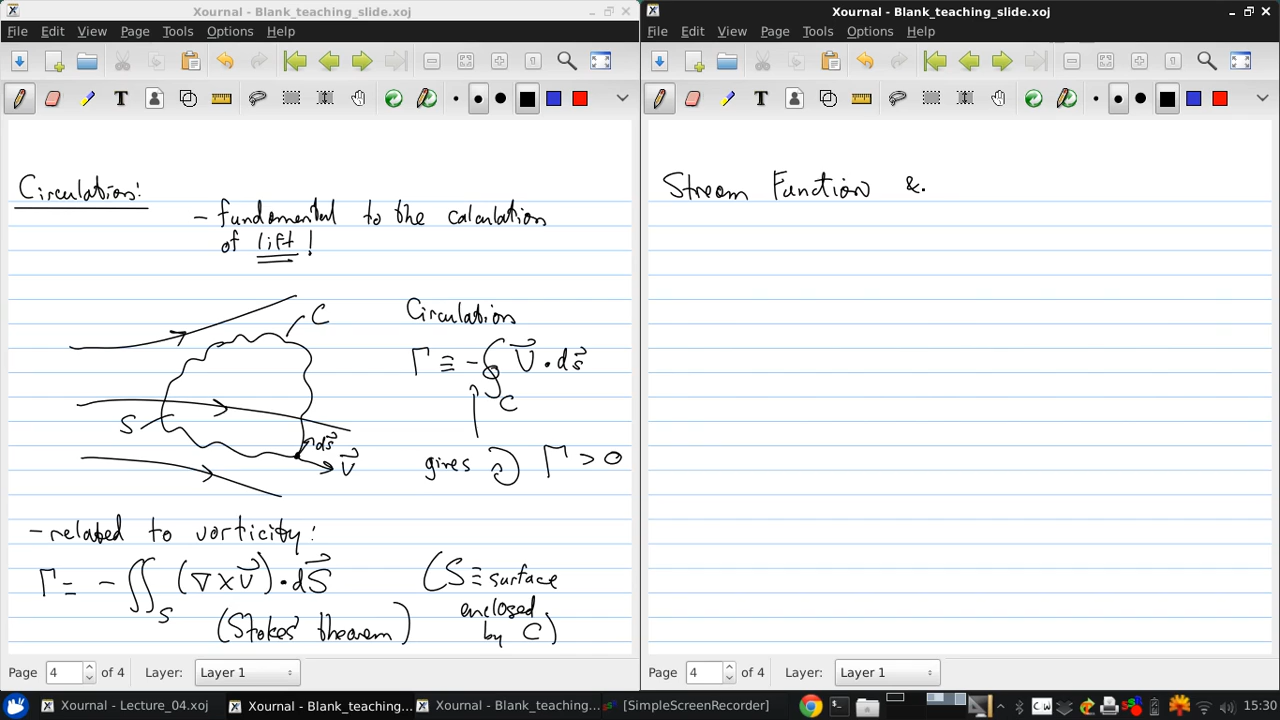 Xournal - Blank_teaching_slide.xoj
File Edit View Page Tools Options Help
Circulation:
- fundamental to the calculation
of lift!
C
S
ds⃗
V⃗
Circulation
Γ ≡ -∮_C V⃗ • ds⃗
gives Γ > 0
- related to vorticity:
Γ = - ∬_S (∇ × V⃗) • dS⃗
(Stokes' theorem)
(S ≡ surface
enclosed
by C)
Page 4 of 4 Layer: Layer 1
Xournal - Blank_teaching_slide.xoj
File Edit View Page Tools Options Help
Stream Function &
Page 4 of 4 Layer: Layer 1
Xournal - Lecture_04.xoj Xournal - Blank_teaching_... Xournal - Blank_teaching_... [SimpleScreenRecorder] 15:30